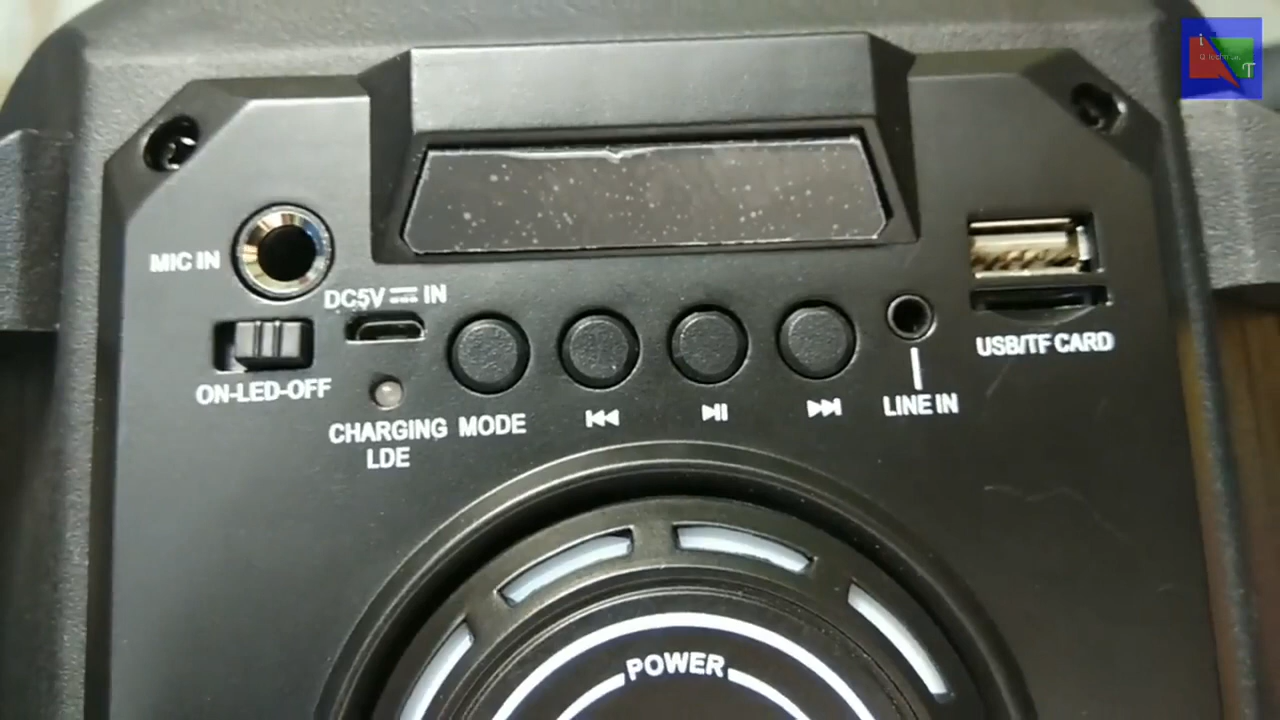 MIC IN
DC5V IN
ON-LED-OFF
CHARGING
LDE
MODE
LINE IN
USB/TF CARD
POWER
i
T